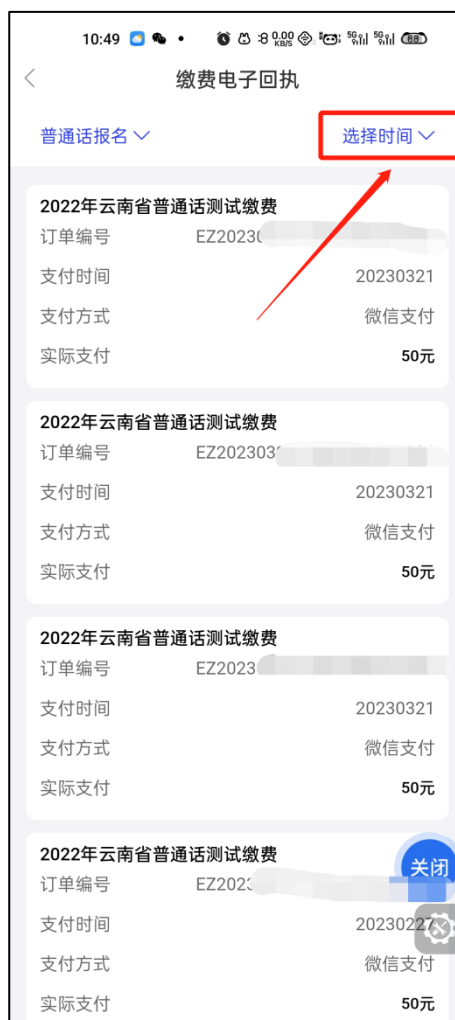 10:49
0.00 KB/S
5G
5G
68
缴费电子回执
普通话报名
选择时间
2022年云南省普通话测试缴费
订单编号 EZ2023
支付时间 20230321
支付方式 微信支付
实际支付 50元
2022年云南省普通话测试缴费
订单编号 EZ202303
支付时间 20230321
支付方式 微信支付
实际支付 50元
2022年云南省普通话测试缴费
订单编号 EZ2023
支付时间 20230321
支付方式 微信支付
实际支付 50元
2022年云南省普通话测试缴费
关闭
订单编号 EZ202
支付时间 20230227
支付方式 微信支付
实际支付 50元